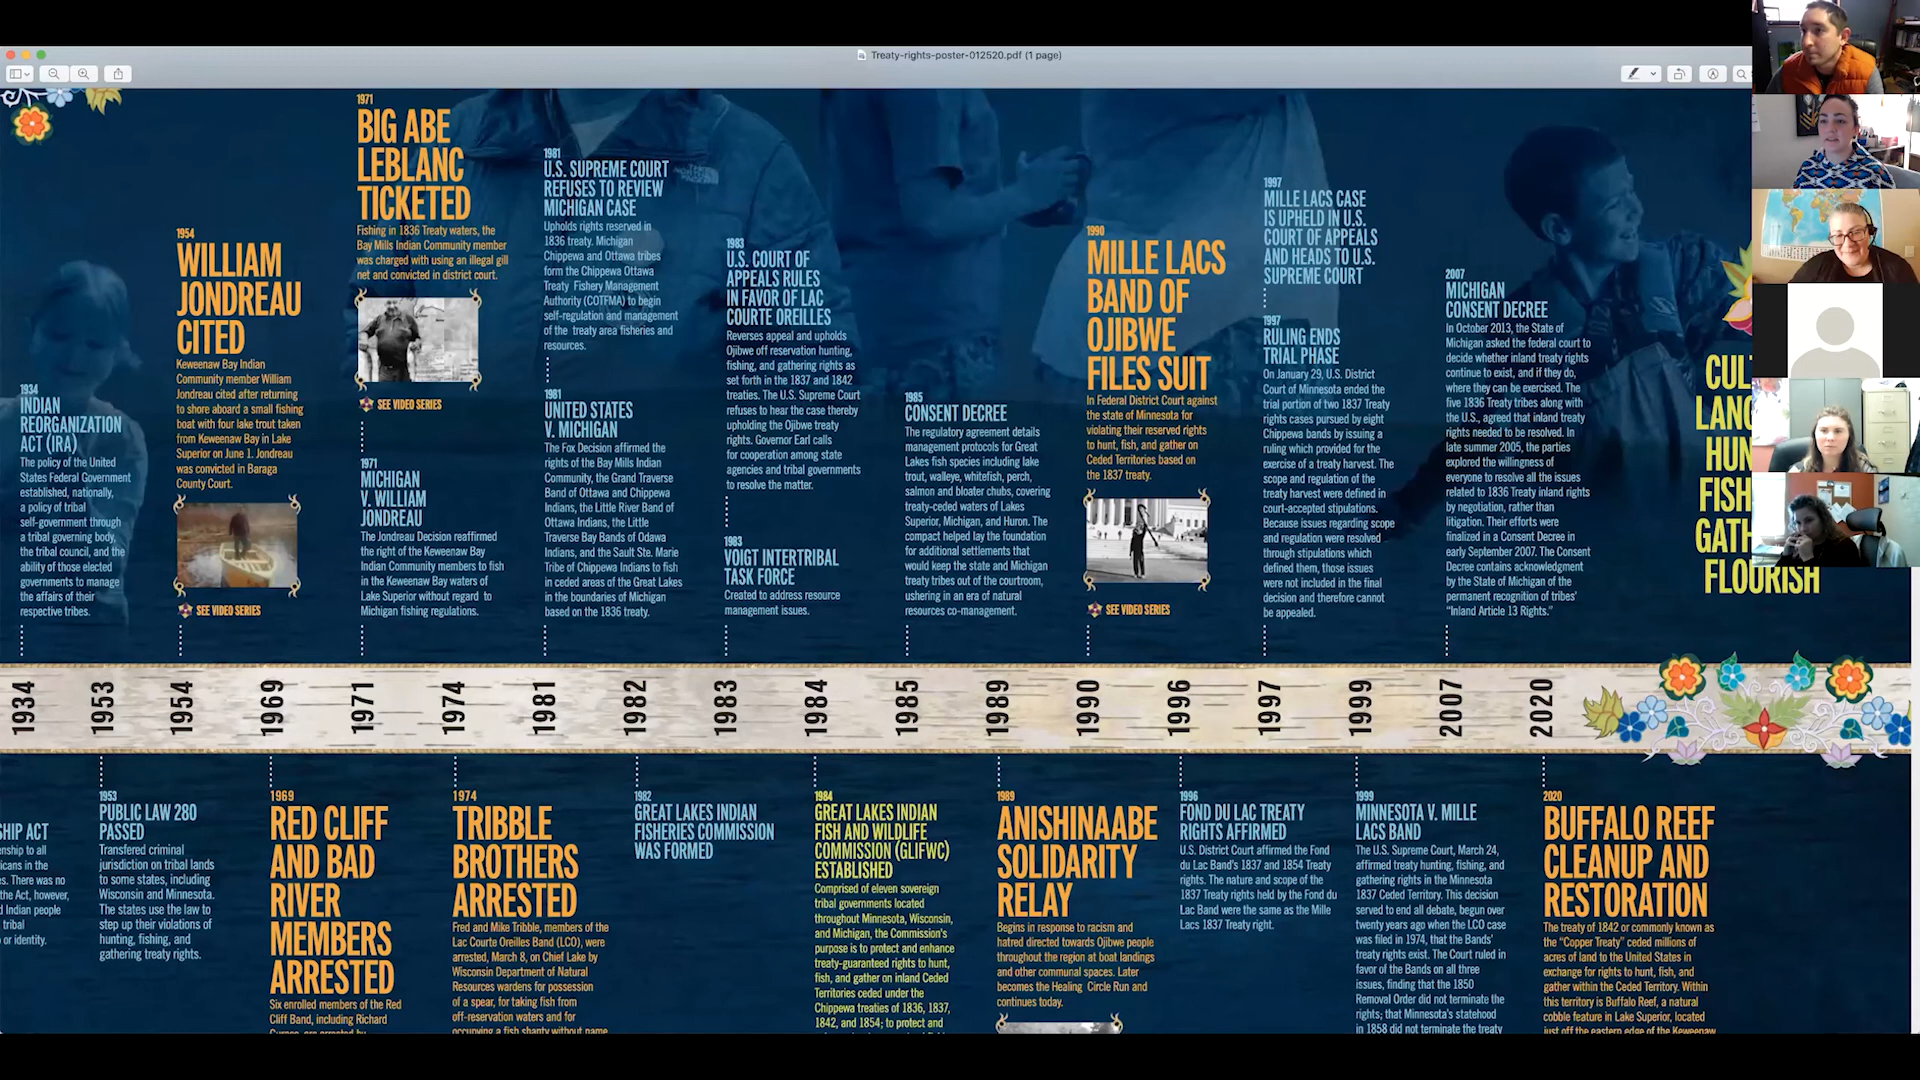 Treaty-rights-poster-012520.pdf (1 page)
1934
INDIAN
REORGANIZATION
ACT (IRA)
The policy of the United
States Federal Government
established, nationally,
a policy of tribal
self-government through
a tribal governing body,
the tribal council, and the
ability of those elected
governments to manage
the affairs of their
respective tribes.
1954
WILLIAM
JONDREAU
CITED
Keweenaw Bay Indian
Community member William
Jondreau cited after returning
to shore aboard a small fishing
boat with four lake trout taken
from Keweenaw Bay in Lake
Superior on June 1. Jondreau
was convicted in Baraga
County Court.
SEE VIDEO SERIES
1971
BIG ABE
LEBLANC
TICKETED
Fishing in 1836 Treaty waters, the
Bay Mills Indian Community member
was charged with using an illegal gill
net and convicted in district court.
SEE VIDEO SERIES
1971
MICHIGAN
V. WILLIAM
JONDREAU
The Jondreau Decision reaffirmed
the right of the Keweenaw Bay
Indian Community members to fish
in the Keweenaw Bay waters of
Lake Superior without regard to
Michigan fishing regulations.
1981
U.S. SUPREME COURT
REFUSES TO REVIEW
MICHIGAN CASE
Upholds rights reserved in
1836 treaty. Michigan
Chippewa and Ottawa tribes
form the Chippewa Ottawa
Treaty Fishery Management
Authority (COTFMA) to begin
self-regulation and management
of the treaty area fisheries and
resources.
1981
UNITED STATES
V. MICHIGAN
The Fox Decision affirmed the
rights of the Bay Mills Indian
Community, the Grand Traverse
Band of Ottawa and Chippewa
Indians, the Little River Band of
Ottawa Indians, the Little
Traverse Bay Bands of Odawa
Indians, and the Sault Ste. Marie
Tribe of Chippewa Indians to fish
in ceded areas of the Great Lakes
in the boundaries of Michigan
based on the 1836 treaty.
1983
U.S. COURT OF
APPEALS RULES
IN FAVOR OF LAC
COURTE OREILLES
Reverses appeal and upholds
Ojibwe off reservation hunting,
fishing, and gathering rights as
set forth in the 1837 and 1842
treaties. The U.S. Supreme Court
refuses to hear the case thereby
upholding the Ojibwe treaty
rights. Governor Earl calls
for cooperation among state
agencies and tribal governments
to resolve the matter.
1983
VOIGT INTERTRIBAL
TASK FORCE
Created to address resource
management issues.
1985
CONSENT DECREE
The regulatory agreement details
management protocols for Great
Lakes fish species including lake
trout, walleye, whitefish, perch,
salmon and bloater chubs, covering
treaty-ceded waters of Lakes
Superior, Michigan, and Huron. The
compact helped lay the foundation
for additional settlements that
would keep the state and Michigan
treaty tribes out of the courtroom,
ushering in an era of natural
resources co-management.
1990
MILLE LACS
BAND OF
OJIBWE
FILES SUIT
In Federal District Court against
the state of Minnesota for
violating their reserved rights
to hunt, fish, and gather on
Ceded Territories based on
the 1837 treaty.
SEE VIDEO SERIES
1997
MILLE LACS CASE
IS UPHELD IN U.S.
COURT OF APPEALS
AND HEADS TO U.S.
SUPREME COURT
1997
RULING ENDS
TRIAL PHASE
On January 29, U.S. District
Court of Minnesota ended the
trial portion of two 1837 Treaty
rights cases pursued by eight
Chippewa bands by issuing a
ruling which provided for the
exercise of a treaty harvest. The
scope and regulation of the
treaty harvest were defined in
court-accepted stipulations.
Because issues regarding scope
and regulation were resolved
through stipulations which
defined them, those issues
were not included in the final
decision and therefore cannot
be appealed.
2007
MICHIGAN
CONSENT DECREE
In October 2013, the State of
Michigan asked the federal court to
decide whether inland treaty rights
continue to exist, and if they do,
where they can be exercised. The
five 1836 Treaty tribes along with
the U.S., agreed that inland treaty
rights needed to be resolved. In
late summer 2005, the parties
explored the willingness of
everyone to resolve all the issues
related to 1836 Treaty inland rights
by negotiation, rather than
litigation. Their efforts were
finalized in a Consent Decree in
early September 2007. The Consent
Decree contains acknowledgment
by the State of Michigan of the
permanent recognition of tribes'
"Inland Article 13 Rights."
CUL
LANG
HUN
FISH
GATH
FLOURISH
1934 1953 1954 1969 1971 1974 1981 1982 1983 1984 1985 1989 1990 1996 1997 1999 2007 2020
SHIP ACT
enship to all
icans in the
s. There was no
the Act, however,
d Indian people
tribal
or identity.
1953
PUBLIC LAW 280
PASSED
Transfered criminal
jurisdiction on tribal lands
to some states, including
Wisconsin and Minnesota.
The states use the law to
step up their violations of
hunting, fishing, and
gathering treaty rights.
1969
RED CLIFF
AND BAD
RIVER
MEMBERS
ARRESTED
Six enrolled members of the Red
Cliff Band, including Richard
1974
TRIBBLE
BROTHERS
ARRESTED
Fred and Mike Tribble, members of the
Lac Courte Oreilles Band (LCO), were
arrested, March 8, on Chief Lake by
Wisconsin Department of Natural
Resources wardens for possession
of a spear, for taking fish from
off-reservation waters and for
occupying a fish shanty without name
1982
GREAT LAKES INDIAN
FISHERIES COMMISSION
WAS FORMED
1984
GREAT LAKES INDIAN
FISH AND WILDLIFE
COMMISSION (GLIFWC)
ESTABLISHED
Comprised of eleven sovereign
tribal governments located
throughout Minnesota, Wisconsin,
and Michigan, the Commission's
purpose is to protect and enhance
treaty-guaranteed rights to hunt,
fish, and gather on inland Ceded
Territories ceded under the
Chippewa treaties of 1836, 1837,
1842, and 1854; to protect and
1989
ANISHINAABE
SOLIDARITY
RELAY
Begins in response to racism and
hatred directed towards Ojibwe people
throughout the region at boat landings
and other communal spaces. Later
becomes the Healing Circle Run and
continues today.
1996
FOND DU LAC TREATY
RIGHTS AFFIRMED
U.S. District Court affirmed the Fond
du Lac Band's 1837 and 1854 Treaty
rights. The nature and scope of the
1837 Treaty rights held by the Fond du
Lac Band were the same as the Mille
Lacs 1837 Treaty right.
1999
MINNESOTA V. MILLE
LACS BAND
The U.S. Supreme Court, March 24,
affirmed treaty hunting, fishing, and
gathering rights in the Minnesota
1837 Ceded Territory. This decision
served to end all debate, begun over
twenty years ago when the LCO case
was filed in 1974, that the Bands'
treaty rights exist. The Court ruled in
favor of the Bands on all three
issues, finding that the 1850
Removal Order did not terminate the
rights; that Minnesota's statehood
in 1858 did not terminate the treaty
2020
BUFFALO REEF
CLEANUP AND
RESTORATION
The treaty of 1842 or commonly known as
the "Copper Treaty" ceded millions of
acres of land to the United States in
exchange for rights to hunt, fish, and
gather within the Ceded Territory. Within
this territory is Buffalo Reef, a natural
cobble feature in Lake Superior, located
just off the eastern edge of the Keweenaw